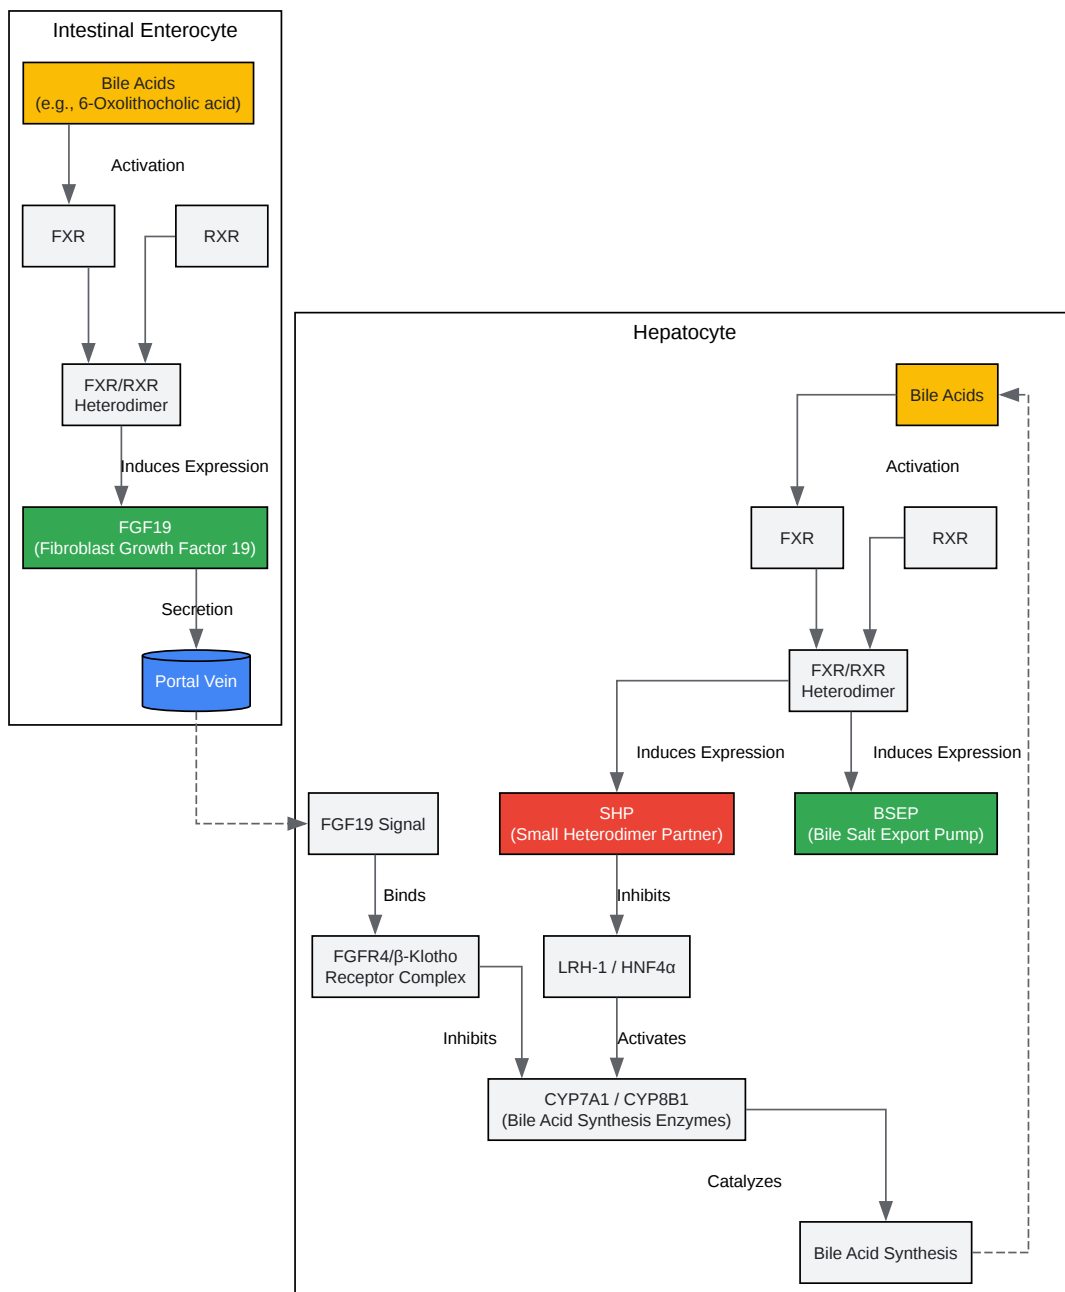 Intestinal Enterocyte
Bile Acids
(e.g., 6-Oxolithocholic acid)
Activation
FXR
RXR
FXR/RXR
Heterodimer
Induces Expression
FGF19
(Fibroblast Growth Factor 19)
Secretion
Portal Vein
Hepatocyte
Bile Acids
Activation
FXR
RXR
FXR/RXR
Heterodimer
Induces Expression
Induces Expression
FGF19 Signal
SHP
(Small Heterodimer Partner)
BSEP
(Bile Salt Export Pump)
Binds
Inhibits
FGFR4/β-Klotho
Receptor Complex
LRH-1 / HNF4α
Inhibits
Activates
CYP7A1 / CYP8B1
(Bile Acid Synthesis Enzymes)
Catalyzes
Bile Acid Synthesis